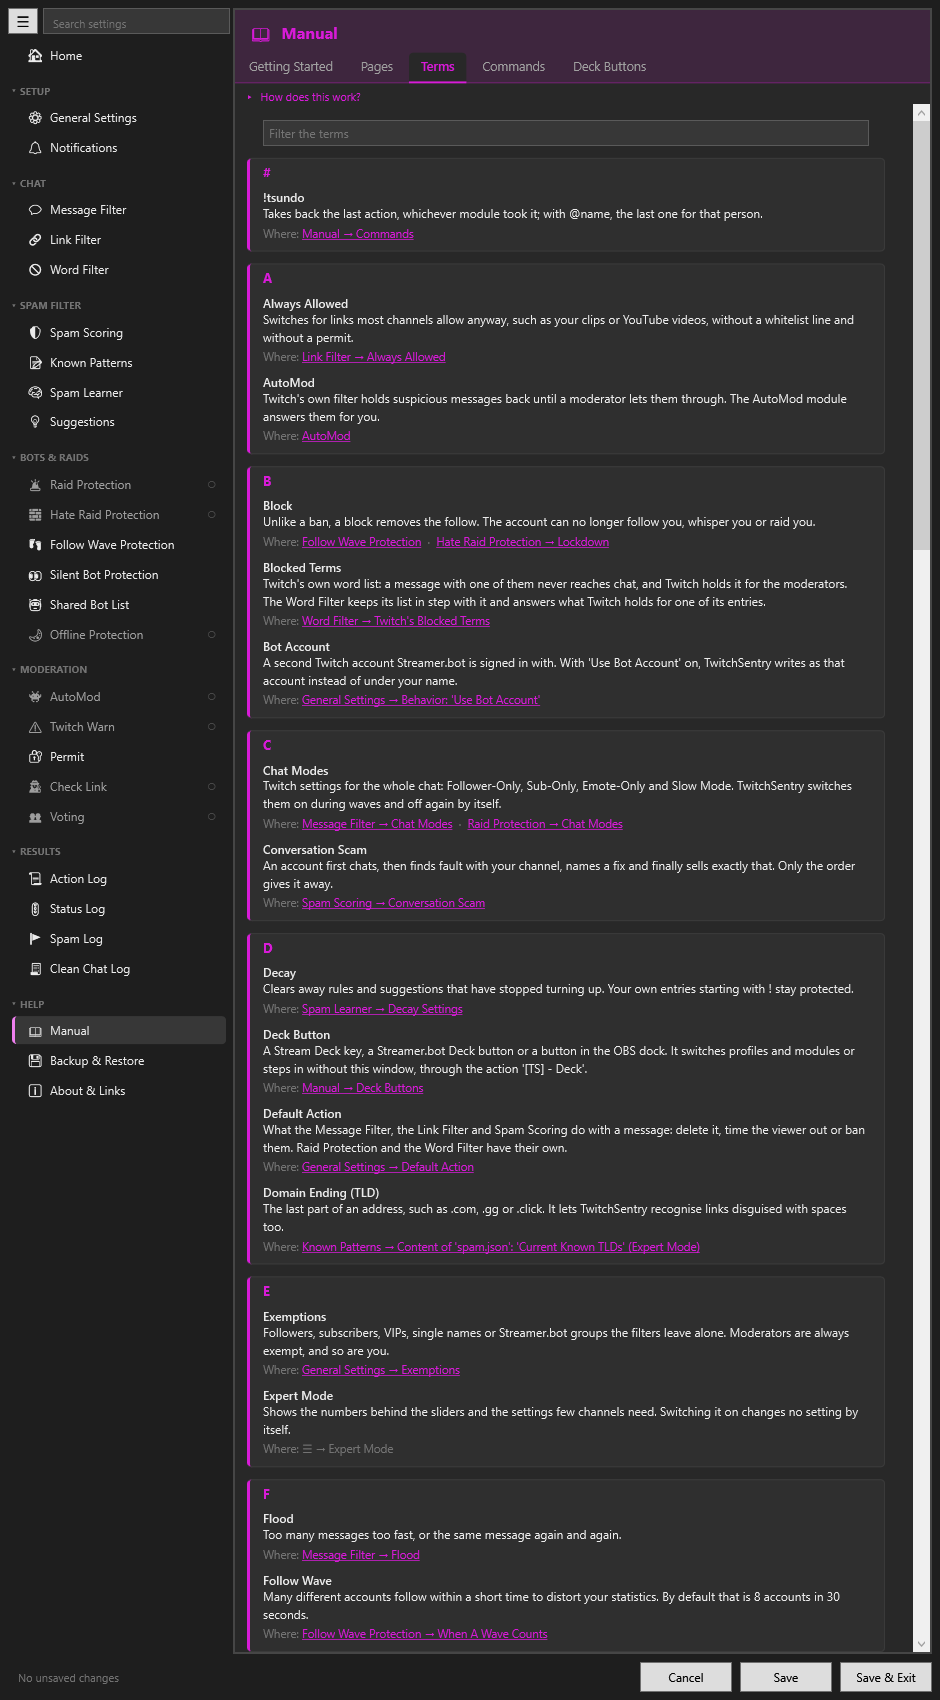 ☰
Search settings
Home
SETUP
General Settings
Notifications
CHAT
Message Filter
Link Filter
Word Filter
SPAM FILTER
Spam Scoring
Known Patterns
Spam Learner
Suggestions
BOTS & RAIDS
Raid Protection
Hate Raid Protection
Follow Wave Protection
Silent Bot Protection
Shared Bot List
Offline Protection
MODERATION
AutoMod
Twitch Warn
Permit
Check Link
Voting
RESULTS
Action Log
Status Log
Spam Log
Clean Chat Log
HELP
Manual
Backup & Restore
About & Links
No unsaved changes
Manual
Getting Started Pages Terms Commands Deck Buttons
How does this work?
Filter the terms
#
!tsundo
Takes back the last action, whichever module took it; with @name, the last one for that person.
Where: Manual → Commands
A
Always Allowed
Switches for links most channels allow anyway, such as your clips or YouTube videos, without a whitelist line and
without a permit.
Where: Link Filter → Always Allowed
AutoMod
Twitch's own filter holds suspicious messages back until a moderator lets them through. The AutoMod module
answers them for you.
Where: AutoMod
B
Block
Unlike a ban, a block removes the follow. The account can no longer follow you, whisper you or raid you.
Where: Follow Wave Protection · Hate Raid Protection → Lockdown
Blocked Terms
Twitch's own word list: a message with one of them never reaches chat, and Twitch holds it for the moderators.
The Word Filter keeps its list in step with it and answers what Twitch holds for one of its entries.
Where: Word Filter → Twitch's Blocked Terms
Bot Account
A second Twitch account Streamer.bot is signed in with. With 'Use Bot Account' on, TwitchSentry writes as that
account instead of under your name.
Where: General Settings → Behavior: 'Use Bot Account'
C
Chat Modes
Twitch settings for the whole chat: Follower-Only, Sub-Only, Emote-Only and Slow Mode. TwitchSentry switches
them on during waves and off again by itself.
Where: Message Filter → Chat Modes · Raid Protection → Chat Modes
Conversation Scam
An account first chats, then finds fault with your channel, names a fix and finally sells exactly that. Only the order
gives it away.
Where: Spam Scoring → Conversation Scam
D
Decay
Clears away rules and suggestions that have stopped turning up. Your own entries starting with ! stay protected.
Where: Spam Learner → Decay Settings
Deck Button
A Stream Deck key, a Streamer.bot Deck button or a button in the OBS dock. It switches profiles and modules or
steps in without this window, through the action '[TS] - Deck'.
Where: Manual → Deck Buttons
Default Action
What the Message Filter, the Link Filter and Spam Scoring do with a message: delete it, time the viewer out or ban
them. Raid Protection and the Word Filter have their own.
Where: General Settings → Default Action
Domain Ending (TLD)
The last part of an address, such as .com, .gg or .click. It lets TwitchSentry recognise links disguised with spaces
too.
Where: Known Patterns → Content of 'spam.json': 'Current Known TLDs' (Expert Mode)
E
Exemptions
Followers, subscribers, VIPs, single names or Streamer.bot groups the filters leave alone. Moderators are always
exempt, and so are you.
Where: General Settings → Exemptions
Expert Mode
Shows the numbers behind the sliders and the settings few channels need. Switching it on changes no setting by
itself.
Where: ☰ → Expert Mode
F
Flood
Too many messages too fast, or the same message again and again.
Where: Message Filter → Flood
Follow Wave
Many different accounts follow within a short time to distort your statistics. By default that is 8 accounts in 30
seconds.
Where: Follow Wave Protection → When A Wave Counts
Cancel Save Save & Exit